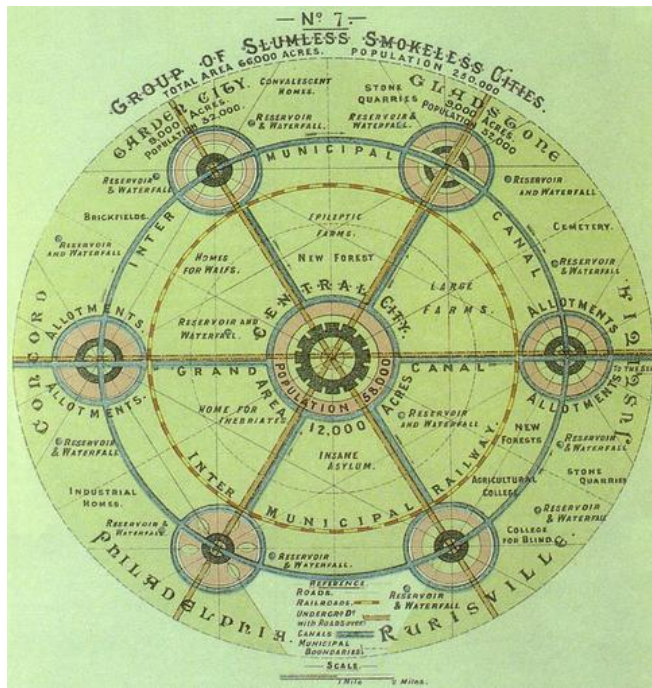 — Nº 7. —
GROUP OF SLUMLESS SMOKELESS CITIES.
TOTAL AREA 66,000 ACRES. POPULATION 250,000
GARDEN CITY.
9,000 ACRES.
POPULATION 32,000.
CONVALESCENT
HOMES.
STONE
QUARRIES
GLADSTONE
9,000 ACRES
POPULATION 32,000
RESERVOIR
& WATERFALL.
RESERVOIR &
WATERFALL.
INTER MUNICIPAL CANAL
RESERVOIR
& WATERFALL
RESERVOIR
AND WATERFALL
BRICKFIELDS.
EPILEPTIC
FARMS.
CEMETERY.
RESERVOIR
AND WATERFALL
HOMES
FOR WAIFS.
NEW FOREST
RESERVOIR
& WATERFALL
LARGE
FARMS.
CONCORD
ALLOTMENTS
RESERVOIR AND
WATERFALL.
CENTRAL CITY.
ALLOTMENTS
JUSTITIA
GRAND CANAL
TO THE SEA
ALLOTMENTS.
AREA 12,000 ACRES
POPULATION 58,000
ALLOTMENTS
HOME FOR
INEBRIATES.
RESERVOIR
AND WATERFALL
NEW
FORESTS
RESERVOIR
& WATERFALL
INSANE
ASYLUM.
RESERVOIR
& WATERFALL
STONE
QUARRIES
INTER MUNICIPAL RAILWAY.
AGRICULTURAL
COLLEGE
INDUSTRIAL
HOMES.
RESERVOIR
& WATERFALL
RESERVOIR &
WATERFALL
COLLEGE
FOR BLIND.
PHILADELPHIA.
RESERVOIR
& WATERFALL.
RESERVOIR
& WATERFALL
RURISVILLE.
REFERENCE.
ROADS.
RAILROADS.
UNDERGRD DO
WITH ROADS OVER
CANALS
MUNICIPAL
BOUNDARIES
— SCALE. —
1 MILE 2 MILES.